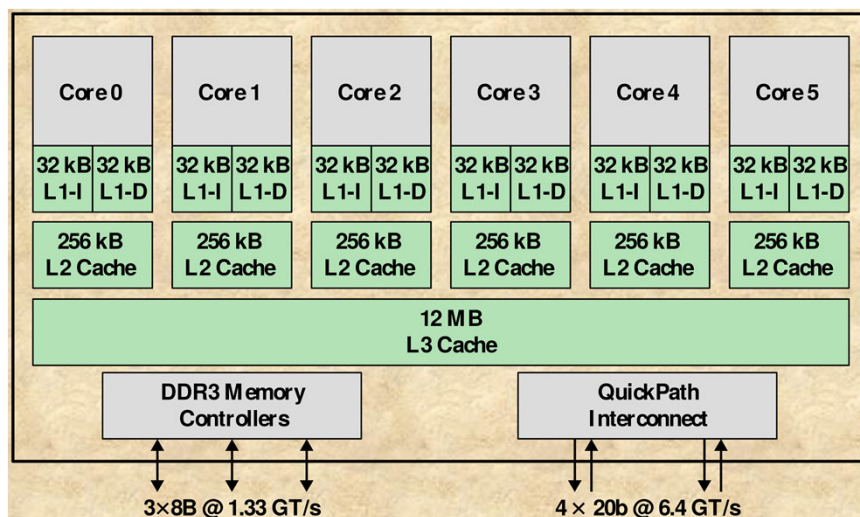 Core 0
Core 1
Core 2
Core 3
Core 4
Core 5
32 kB
L1-I
32 kB
L1-D
32 kB
L1-I
32 kB
L1-D
32 kB
L1-I
32 kB
L1-D
32 kB
L1-I
32 kB
L1-D
32 kB
L1-I
32 kB
L1-D
32 kB
L1-I
32 kB
L1-D
256 kB
L2 Cache
256 kB
L2 Cache
256 kB
L2 Cache
256 kB
L2 Cache
256 kB
L2 Cache
256 kB
L2 Cache
12 MB
L3 Cache
DDR3 Memory
Controllers
QuickPath
Interconnect
3×8B @ 1.33 GT/s
4 × 20b @ 6.4 GT/s